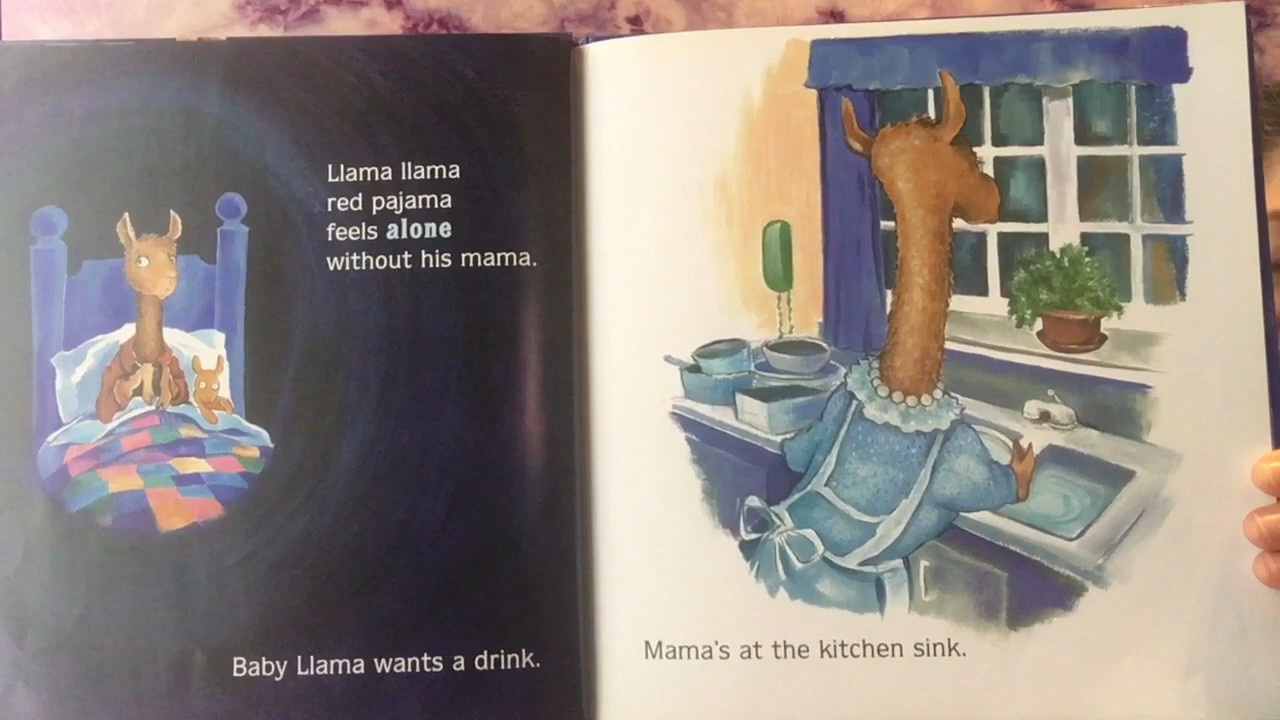 Llama llama
red pajama
feels alone
without his mama.
Baby Llama wants a drink.
Mama's at the kitchen sink.